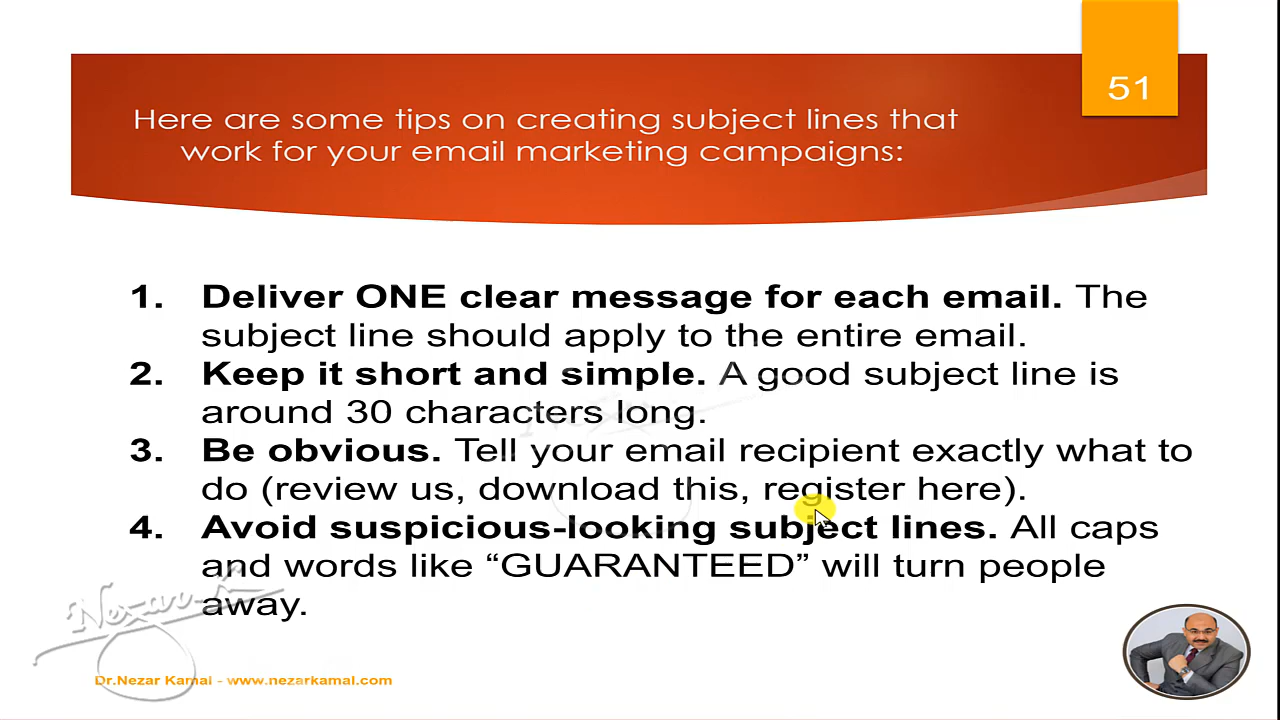 51
Here are some tips on creating subject lines that
work for your email marketing campaigns:
1. Deliver ONE clear message for each email. The
subject line should apply to the entire email.
2. Keep it short and simple. A good subject line is
around 30 characters long.
3. Be obvious. Tell your email recipient exactly what to
do (review us, download this, register here).
4. Avoid suspicious-looking subject lines. All caps
and words like “GUARANTEED” will turn people
away.
Nezar-K
Dr.Nezar Kamal - www.nezarkamal.com